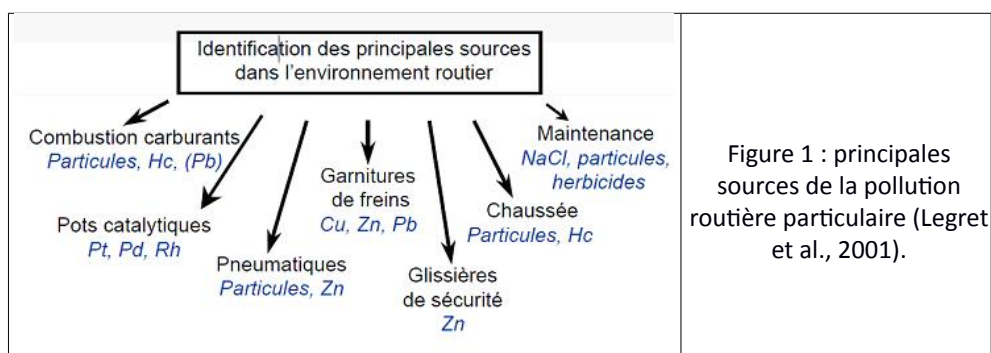 Identification des principales sources
dans l'environnement routier
Combustion carburants
Particules, Hc, (Pb)
Pots catalytiques
Pt, Pd, Rh
Pneumatiques
Particules, Zn
Garnitures
de freins
Cu, Zn, Pb
Glissières
de sécurité
Zn
Chaussée
Particules, Hc
Maintenance
NaCl, particules,
herbicides
Figure 1 : principales
sources de la pollution
routière particulaire (Legret
et al., 2001).